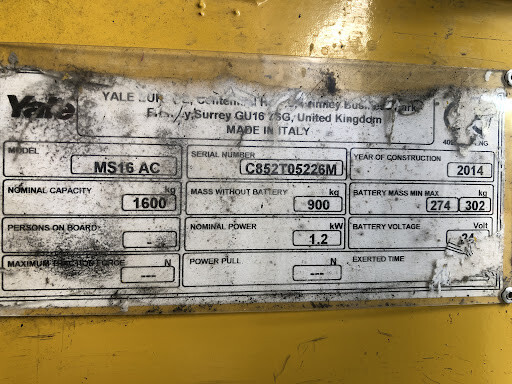 Yale
YALE
Surrey GU16 7SG, United Kingdom
MADE IN ITALY
MODEL
MS16 AC
SERIAL NUMBER
C852T05226M
YEAR OF CONSTRUCTION
2014
NOMINAL CAPACITY kg
1600
MASS WITHOUT BATTERY kg
900
BATTERY MASS MIN MAX kg
274 302
PERSONS ON BOARD
-
NOMINAL POWER kW
1.2
BATTERY VOLTAGE Volt
24
MAXIMUM TRACTION FORCE N
---
POWER PULL N
---
EXERTED TIME